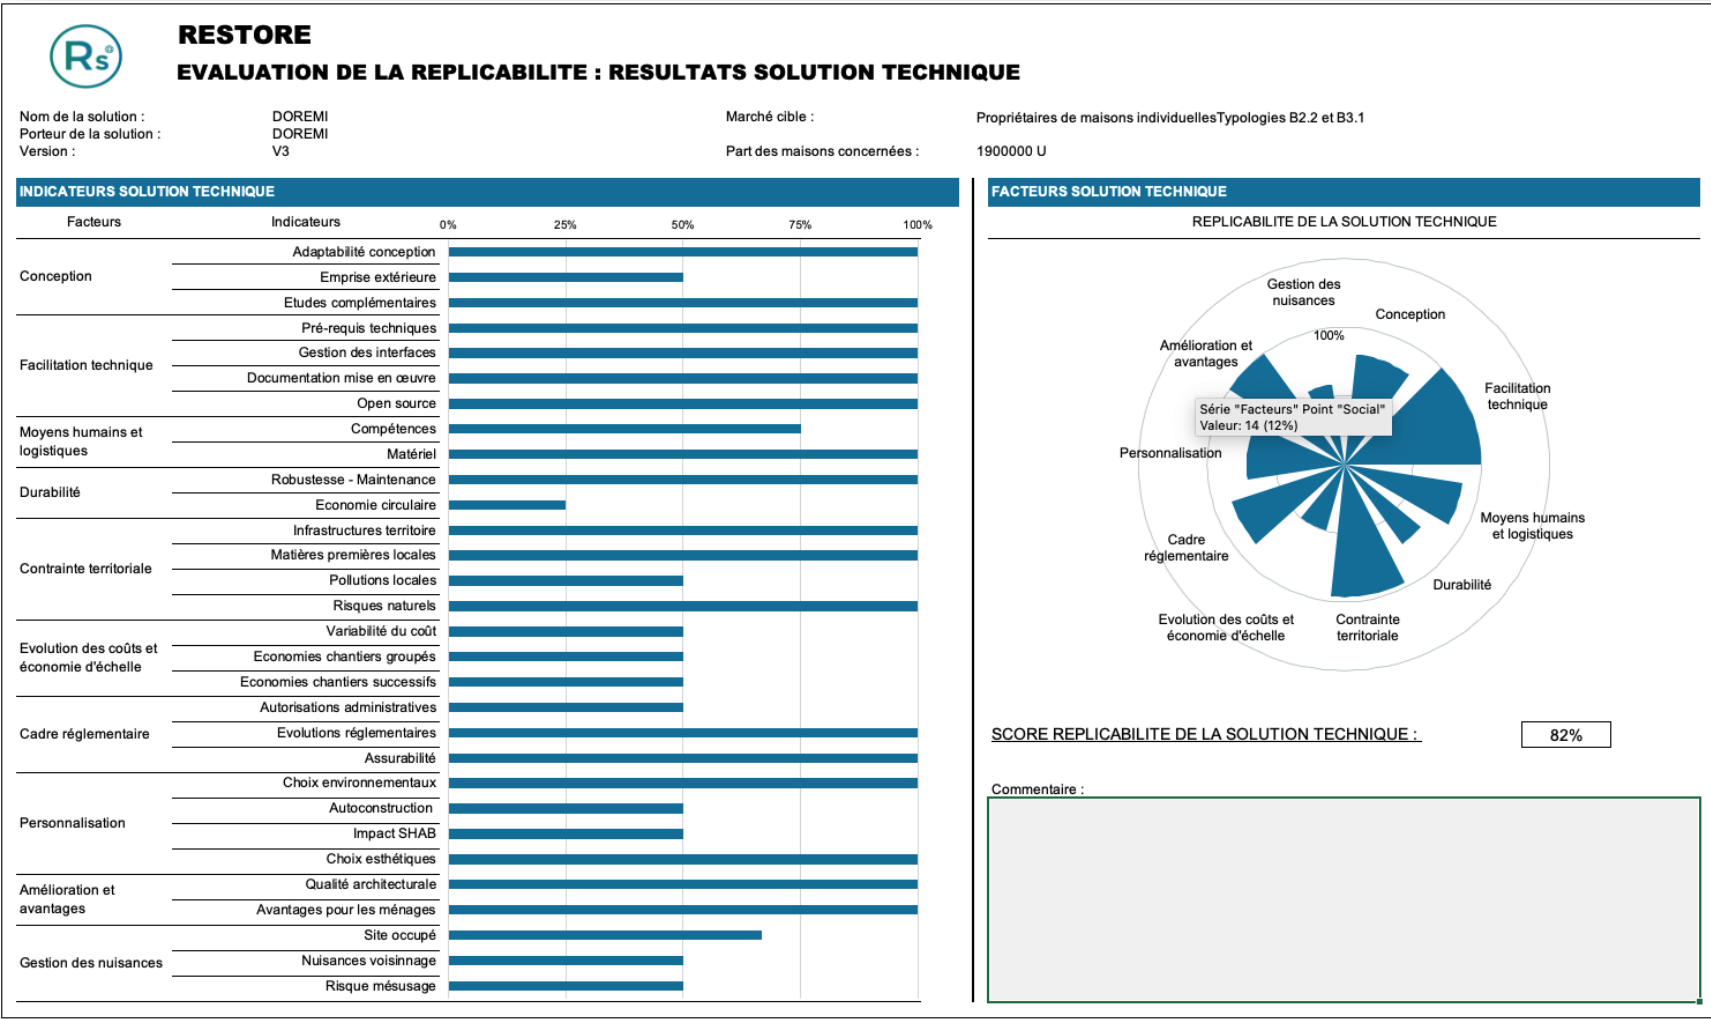 Rs@
RESTORE
EVALUATION DE LA REPLICABILITE : RESULTATS SOLUTION TECHNIQUE
Nom de la solution : DOREMI
Porteur de la solution : DOREMI
Version : V3
Marché cible : Propriétaires de maisons individuellesTypologies B2.2 et B3.1
Part des maisons concernées : 1900000 U
INDICATEURS SOLUTION TECHNIQUE
Facteurs Indicateurs 0% 25% 50% 75% 100%
Conception
Adaptabilité conception
Emprise extérieure
Etudes complémentaires
Facilitation technique
Pré-requis techniques
Gestion des interfaces
Documentation mise en œuvre
Open source
Moyens humains et
logistiques
Compétences
Matériel
Durabilité
Robustesse - Maintenance
Economie circulaire
Contrainte territoriale
Infrastructures territoire
Matières premières locales
Pollutions locales
Risques naturels
Evolution des coûts et
économie d'échelle
Variabilité du coût
Economies chantiers groupés
Economies chantiers successifs
Cadre réglementaire
Autorisations administratives
Evolutions réglementaires
Assurabilité
Personnalisation
Choix environnementaux
Autoconstruction
Impact SHAB
Choix esthétiques
Amélioration et
avantages
Qualité architecturale
Avantages pour les ménages
Gestion des nuisances
Site occupé
Nuisances voisinnage
Risque mésusage
FACTEURS SOLUTION TECHNIQUE
REPLICABILITE DE LA SOLUTION TECHNIQUE
Gestion des
nuisances
Conception
100%
Amélioration et
avantages
Facilitation
technique
Série "Facteurs" Point "Social"
Valeur: 14 (12%)
Personnalisation
Moyens humains
et logistiques
Cadre
réglementaire
Durabilité
Evolution des coûts et
économie d'échelle
Contrainte
territoriale
SCORE REPLICABILITE DE LA SOLUTION TECHNIQUE : 82%
Commentaire :